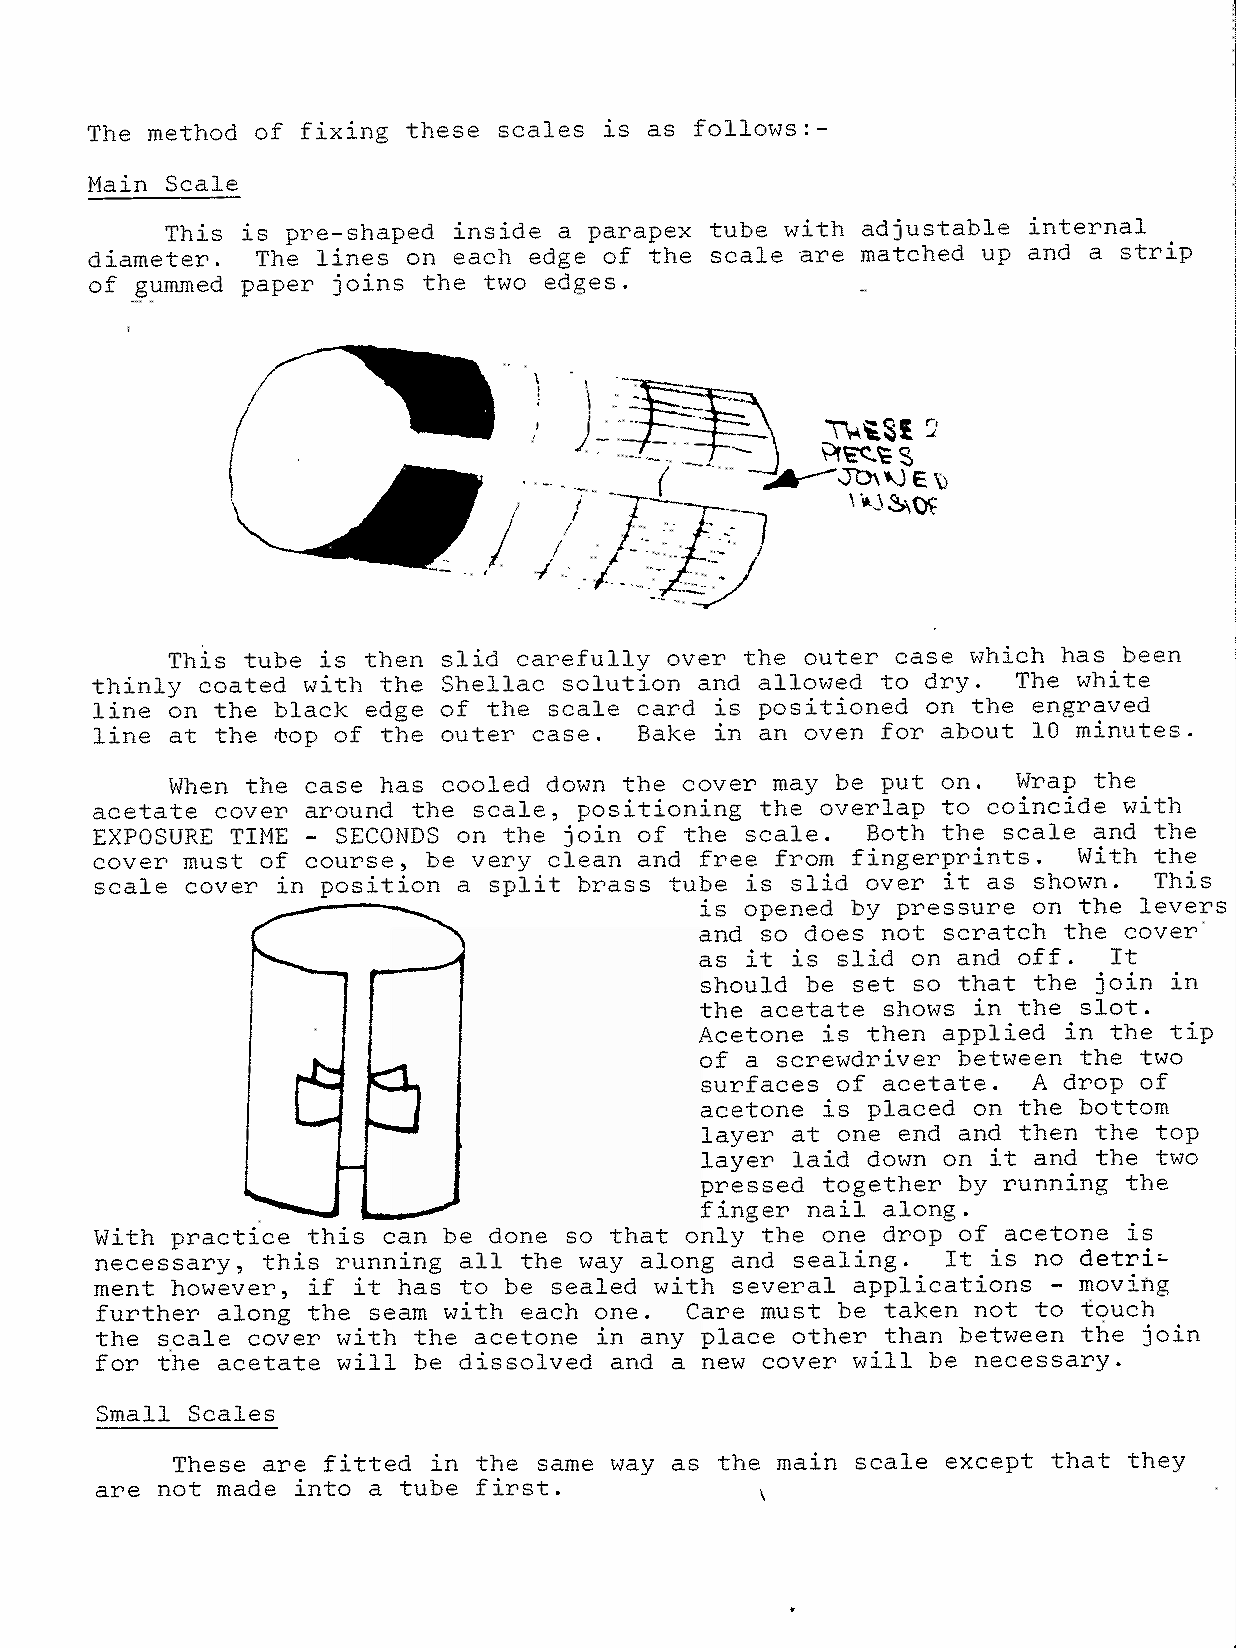 The method of fixing these scales is as follows:-
Main Scale
This is pre-shaped inside a parapex tube with adjustable internal
diameter. The lines on each edge of the scale are matched up and a strip
of gummed paper joins the two edges.
THESE 2
PIECES
JOINED
INSIDE
This tube is then slid carefully over the outer case which has been
thinly coated with the Shellac solution and allowed to dry. The white
line on the black edge of the scale card is positioned on the engraved
line at the top of the outer case. Bake in an oven for about 10 minutes.
When the case has cooled down the cover may be put on. Wrap the
acetate cover around the scale, positioning the overlap to coincide with
EXPOSURE TIME - SECONDS on the join of the scale. Both the scale and the
cover must of course, be very clean and free from fingerprints. With the
scale cover in position a split brass tube is slid over it as shown. This
is opened by pressure on the levers
and so does not scratch the cover
as it is slid on and off. It
should be set so that the join in
the acetate shows in the slot.
Acetone is then applied in the tip
of a screwdriver between the two
surfaces of acetate. A drop of
acetone is placed on the bottom
layer at one end and then the top
layer laid down on it and the two
pressed together by running the
finger nail along.
With practice this can be done so that only the one drop of acetone is
necessary, this running all the way along and sealing. It is no detri-
ment however, if it has to be sealed with several applications - moving
further along the seam with each one. Care must be taken not to touch
the scale cover with the acetone in any place other than between the join
for the acetate will be dissolved and a new cover will be necessary.
Small Scales
These are fitted in the same way as the main scale except that they
are not made into a tube first.